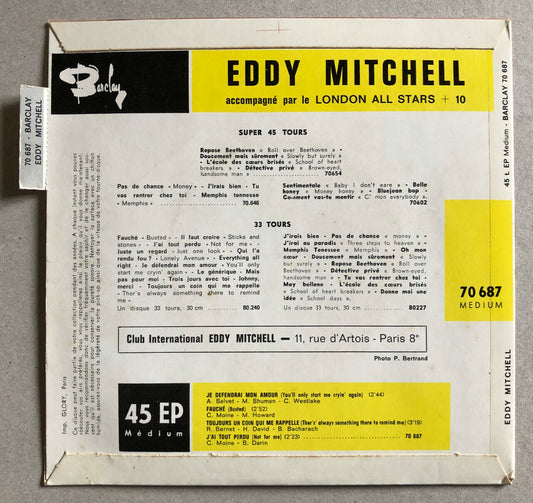 Barclay
EDDY MITCHELL
accompagné par le LONDON ALL STARS + 10
70 687 - BARCLAY
EDDY MITCHELL
SUPER 45 TOURS
Repose Beethoven « Roll over Beethoven » -
Doucement mais sûrement « Slowly but surely »
- L'école des cœurs brisés « School of heart
breakers » - Détective privé « Brown-eyed,
handsome man » 70654
Pas de chance - Money - J'irais bien - Tu
vas rentrer chez toi - Memphis tenessee
- Memphis 70.646
Sentimentale « Baby i don't eare » - Belle
honey « Money honey » - Bluejean bop -
Comment vas-tu mentir « C' mon everybody ».
70602
33 TOURS
Fauché - Busted - Il faut croire - Sticks and
stones - J'ai tout perdu - Not for me -
Juste un regard - Just one look - Qui l'a
rendu fou ? - Lonely Avenue - Everything all
right - Je défendrai mon amour - You'll only
start me cryin' again - Le générique - Mais
pas pour moi - Trois jours avec toi - Johnny,
merci - Toujours un coin qui me rappelle
- Ther's always something there to remind
me -
Un disque 33 tours, 30 cm 80.240
J'irais bien - Pas de chance « money » -
J'irai au paradis « Three steps to heaven » -
Memphis Tenessee « Memphis » - Oh mon
cœur - Doucement mais sûrement « Slowly but
surely » - Repose Beethoven « Roll over
Beethoven » - Détective privé « Brown-eyed,
handsome man » - Tu vas rentrer chez toi -
May bellene - L'école des cœurs brisés
« School of heart breakers » - Donne moi une
idée « School days ».
Un disque 33 tours, 30 cm 80227
Club International EDDY MITCHELL — 11, rue d'Artois - Paris 8e
Photo P. Bertrand
45 EP
Médium
JE DEFENDRAI MON AMOUR (You'll only start me cryin' again) (2'44)
A. Salvet - M. Shuman - C. Westlake
FAUCHÉ (Busted) (2'52)
C. Moine - M. Howard
TOUJOURS UN COIN QUI ME RAPPELLE (Ther's always something there to remind me) (3'15)
R. Bernet - H. David - B. Bacherach
J'AI TOUT PERDU (Not for me) (2'23) 70 687
C. Moine - B. Darin
70 687
MEDIUM
45 t. EP Medium - BARCLAY 70 687
EDDY MITCHELL
Imp. GLORY, Paris